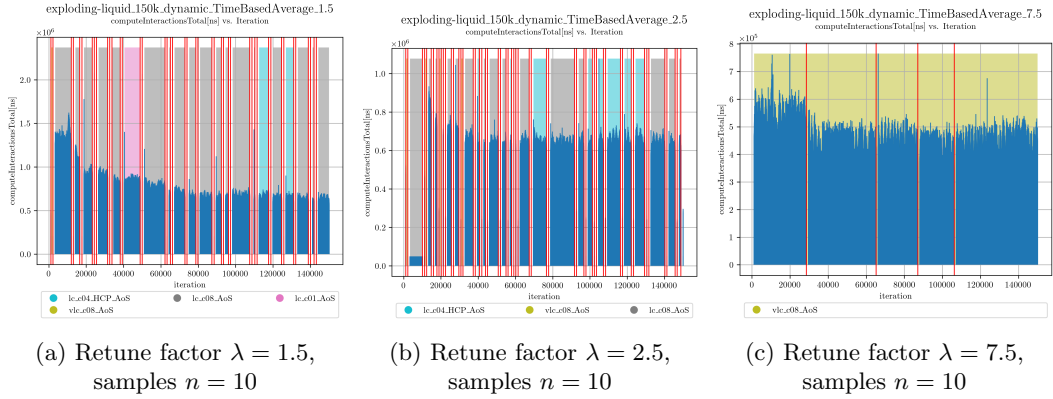 exploding-liquid_150k_dynamic_TimeBasedAverage_1.5
computeInteractionsTotal[ns] vs. Iteration
×10⁶
computeInteractionsTotal[ns]
2.0
1.5
1.0
0.5
0.0
0 20000 40000 60000 80000 100000 120000 140000
iteration
lc_c04_HCP_AoS lc_c08_AoS lc_c01_AoS
vlc_c08_AoS
(a) Retune factor λ = 1.5,
samples n = 10
exploding-liquid_150k_dynamic_TimeBasedAverage_2.5
computeInteractionsTotal[ns] vs. Iteration
×10⁶
computeInteractionsTotal[ns]
1.0
0.8
0.6
0.4
0.2
0.0
0 20000 40000 60000 80000 100000 120000 140000
iteration
lc_c04_HCP_AoS vlc_c08_AoS lc_c08_AoS
(b) Retune factor λ = 2.5,
samples n = 10
exploding-liquid_150k_dynamic_TimeBasedAverage_7.5
computeInteractionsTotal[ns] vs. Iteration
×10⁵
computeInteractionsTotal[ns]
8
7
6
5
4
3
2
1
0
0 20000 40000 60000 80000 100000 120000 140000
iteration
vlc_c08_AoS
(c) Retune factor λ = 7.5,
samples n = 10